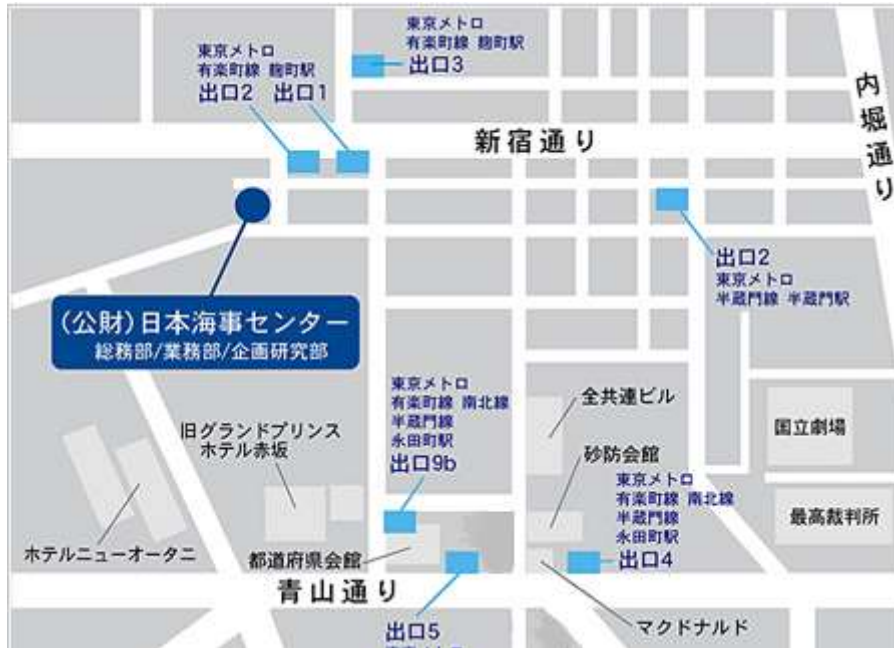 東京メトロ
有楽町線 麹町駅
出口3
東京メトロ
有楽町線 麹町駅
出口2 出口1
新宿通り
内堀通り
出口2
東京メトロ
半蔵門線 半蔵門駅
(公財)日本海事センター
総務部/業務部/企画研究部
東京メトロ
有楽町線 南北線
半蔵門線
永田町駅
出口9b
全共連ビル
国立劇場
旧グランドプリンス
ホテル赤坂
砂防会館
東京メトロ
有楽町線 南北線
半蔵門線
永田町駅
出口4
最高裁判所
ホテルニューオータニ
都道府県会館
青山通り
出口5
マクドナルド